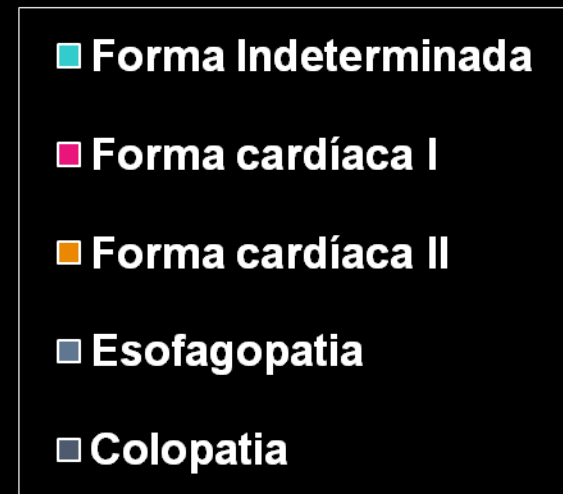 Forma Indeterminada
Forma cardíaca I
Forma cardíaca II
Esofagopatia
Colopatia